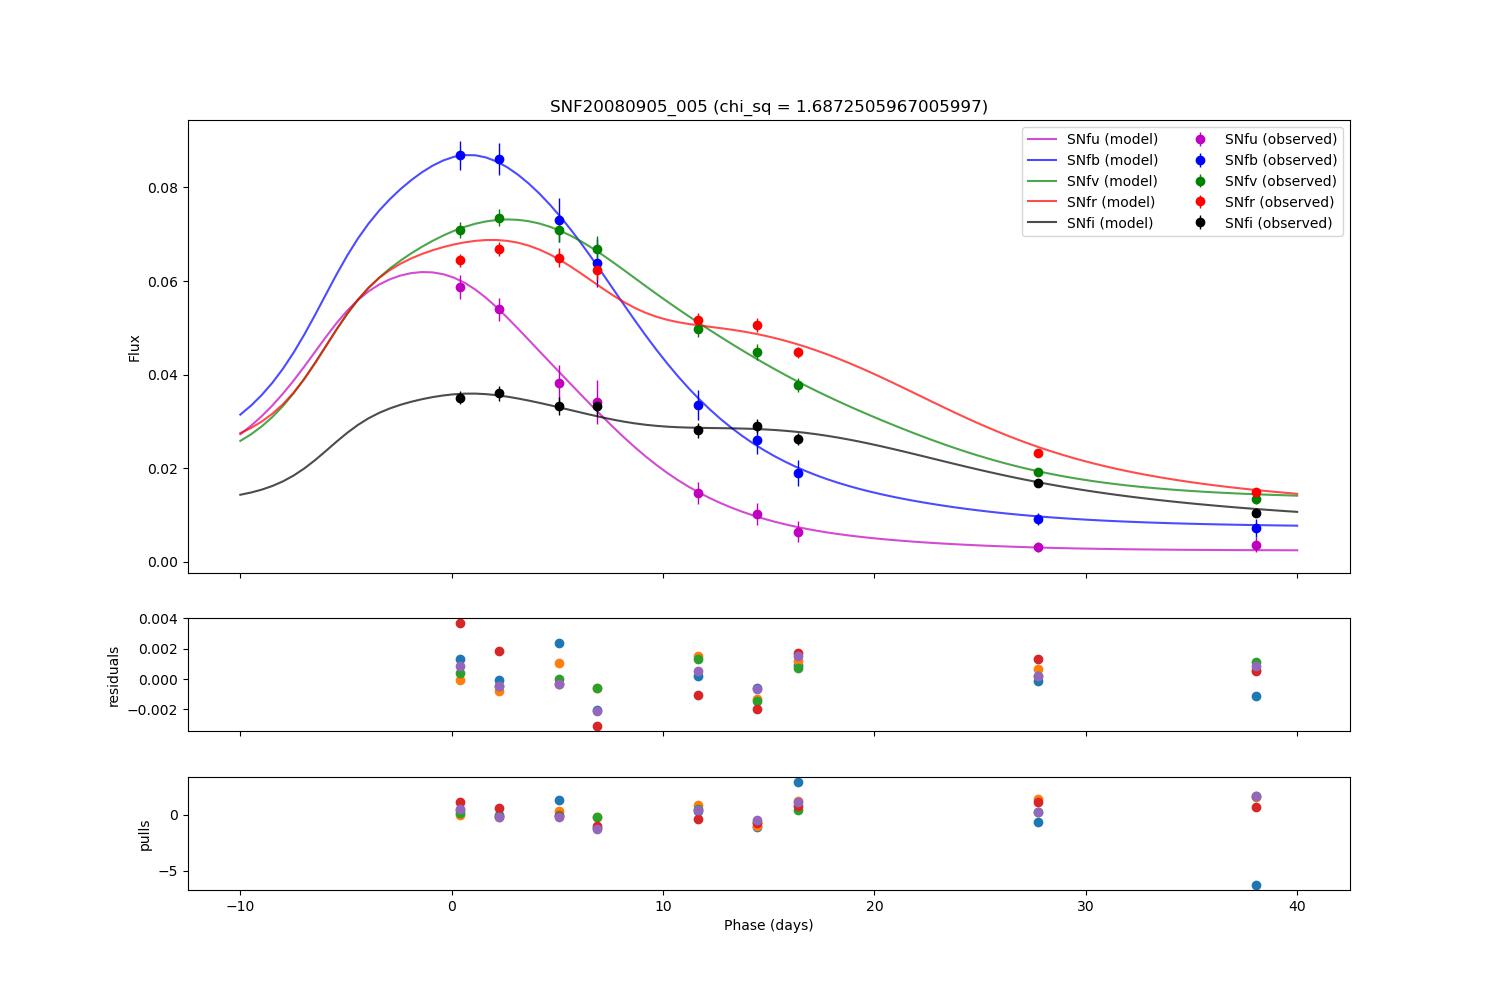 SNF20080905_005 (chi_sq = 1.6872505967005997)
SNfu (model) SNfu (observed)
SNfb (model) SNfb (observed)
SNfv (model) SNfv (observed)
SNfr (model) SNfr (observed)
SNfi (model) SNfi (observed)
Flux
0.08
0.06
0.04
0.02
0.00
residuals
0.004
0.002
0.000
−0.002
pulls
0
−5
−10 0 10 20 30 40
Phase (days)